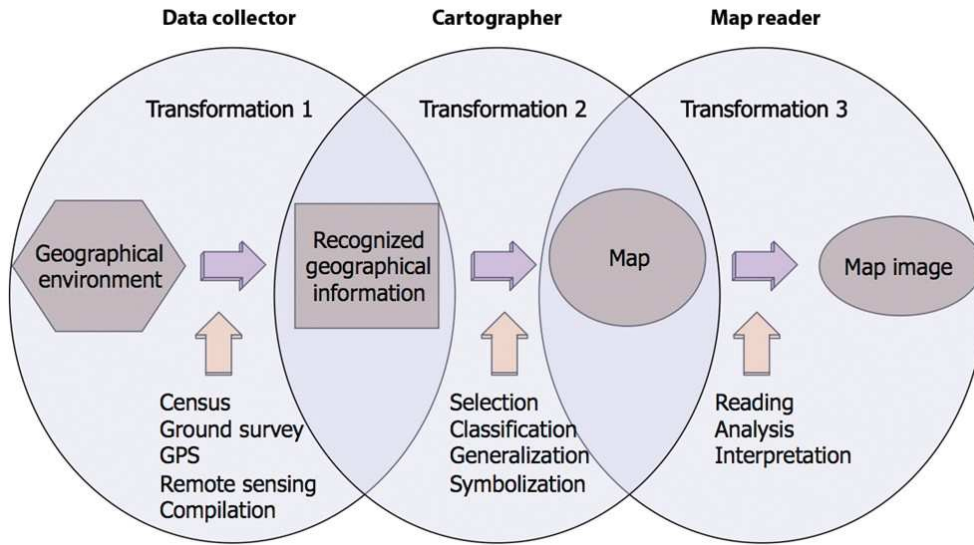 Data collector
Cartographer
Map reader
Transformation 1
Transformation 2
Transformation 3
Geographical
environment
Recognized
geographical
information
Map
Map image
Census
Ground survey
GPS
Remote sensing
Compilation
Selection
Classification
Generalization
Symbolization
Reading
Analysis
Interpretation